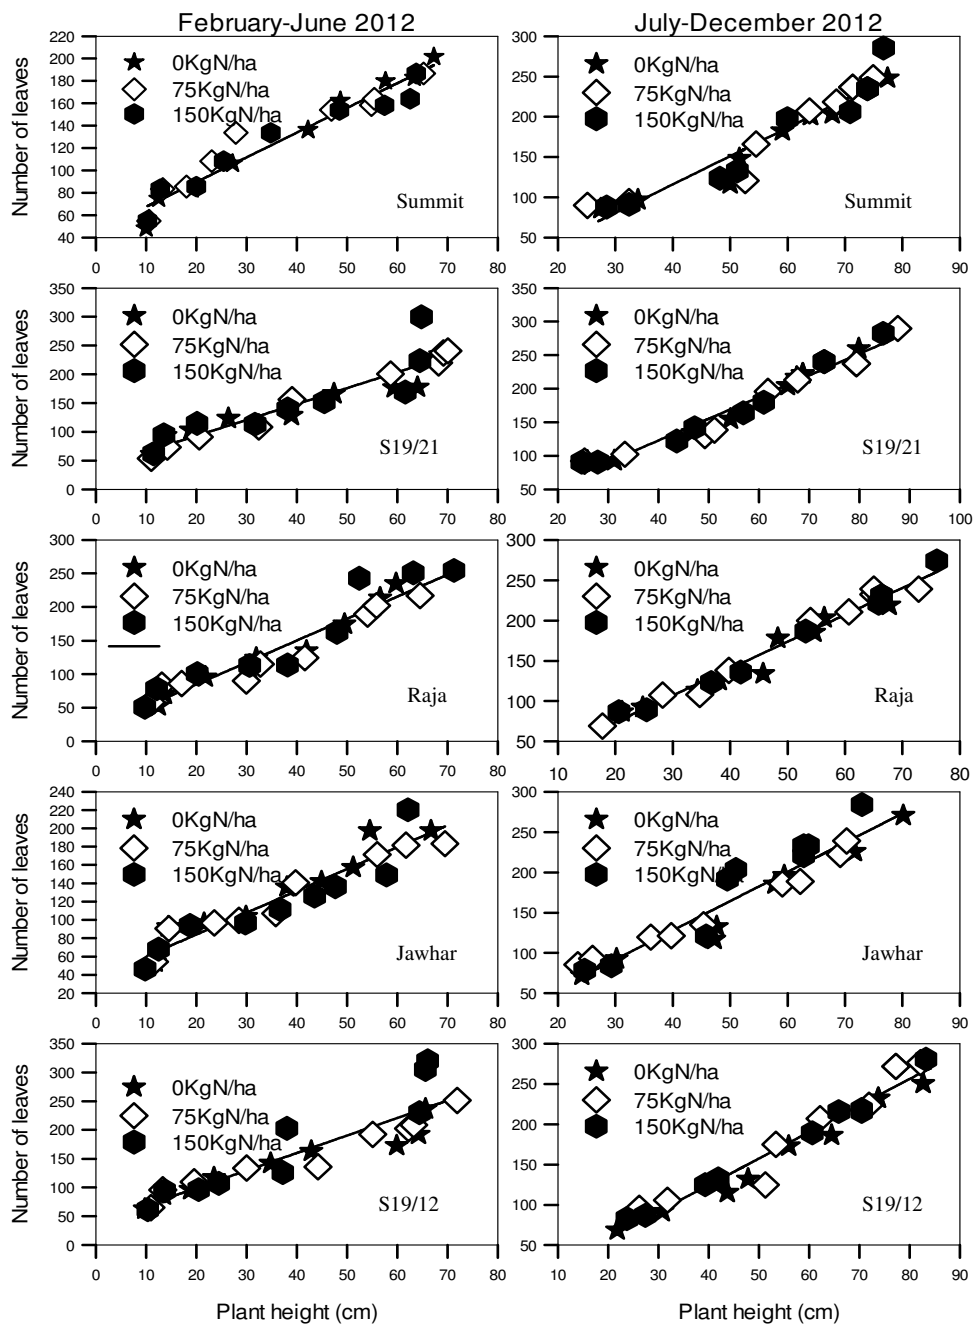 February-June 2012
July-December 2012
Number of leaves
220
200
180
160
140
120
100
80
60
40
0KgN/ha
75KgN/ha
150KgN/ha
Summit
0 10 20 30 40 50 60 70 80
300
250
200
150
100
50
0KgN/ha
75KgN/ha
150KgN/ha
Summit
20 30 40 50 60 70 80 90
Number of leaves
350
300
250
200
150
100
50
0
0KgN/ha
75KgN/ha
150KgN/ha
S19/21
0 10 20 30 40 50 60 70 80
350
300
250
200
150
100
50
0KgN/ha
75KgN/ha
150KgN/ha
S19/21
20 30 40 50 60 70 80 90 100
Number of leaves
300
250
200
150
100
50
0
0KgN/ha
75KgN/ha
150KgN/ha
Raja
0 10 20 30 40 50 60 70 80
300
250
200
150
100
50
0KgN/ha
75KgN/ha
150KgN/ha
Raja
10 20 30 40 50 60 70 80
Number of leaves
240
220
200
180
160
140
120
100
80
60
40
20
0KgN/ha
75KgN/ha
150KgN/ha
Jawhar
0 10 20 30 40 50 60 70 80
300
250
200
150
100
50
0KgN/ha
75KgN/ha
150KgN/ha
Jawhar
20 30 40 50 60 70 80 90
Number of leaves
350
300
250
200
150
100
50
0
0KgN/ha
75KgN/ha
150KgN/ha
S19/12
0 10 20 30 40 50 60 70 80
Plant height (cm)
300
250
200
150
100
50
0KgN/ha
75KgN/ha
150KgN/ha
S19/12
10 20 30 40 50 60 70 80 90
Plant height (cm)